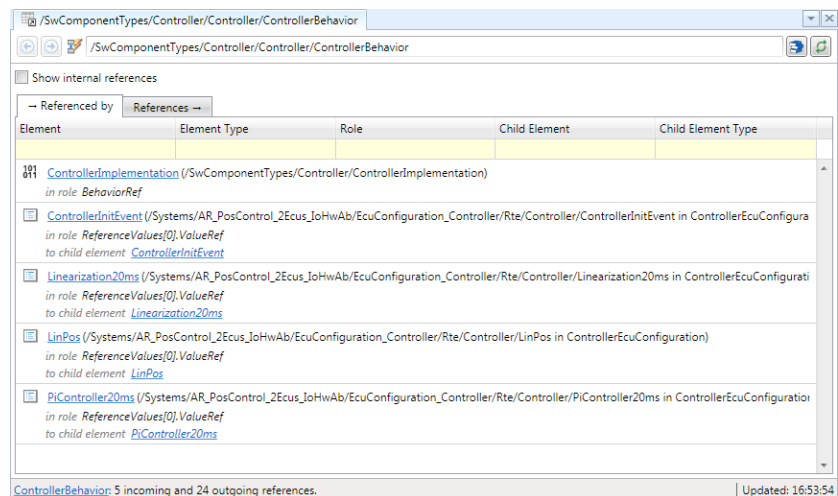 /SwComponentTypes/Controller/Controller/ControllerBehavior
/SwComponentTypes/Controller/Controller/ControllerBehavior
Show internal references
→ Referenced by References →
Element Element Type Role Child Element Child Element Type
101
011
ControllerImplementation (/SwComponentTypes/Controller/ControllerImplementation)
in role BehaviorRef
ControllerInitEvent (/Systems/AR_PosControl_2Ecus_IoHwAb/EcuConfiguration_Controller/Rte/Controller/ControllerInitEvent in ControllerEcuConfigura
in role ReferenceValues[0].ValueRef
to child element ControllerInitEvent
Linearization20ms (/Systems/AR_PosControl_2Ecus_IoHwAb/EcuConfiguration_Controller/Rte/Controller/Linearization20ms in ControllerEcuConfigurati
in role ReferenceValues[0].ValueRef
to child element Linearization20ms
LinPos (/Systems/AR_PosControl_2Ecus_IoHwAb/EcuConfiguration_Controller/Rte/Controller/LinPos in ControllerEcuConfiguration)
in role ReferenceValues[0].ValueRef
to child element LinPos
PiController20ms (/Systems/AR_PosControl_2Ecus_IoHwAb/EcuConfiguration_Controller/Rte/Controller/PiController20ms in ControllerEcuConfiguration
in role ReferenceValues[0].ValueRef
to child element PiController20ms
ControllerBehavior: 5 incoming and 24 outgoing references. Updated: 16:53:54